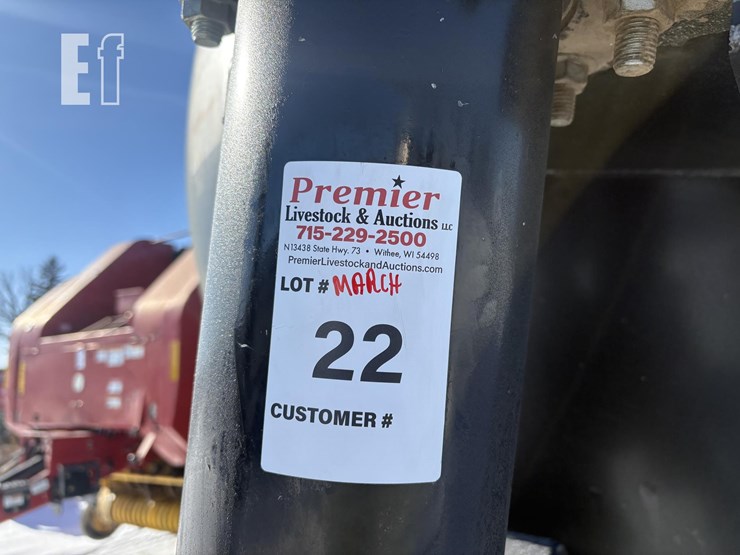 Ef
Premier
Livestock & Auctions LLC
715-229-2500
N13438 State Hwy. 73 • Withee, WI 54498
PremierLivestockandAuctions.com
LOT # MARCH
22
CUSTOMER #